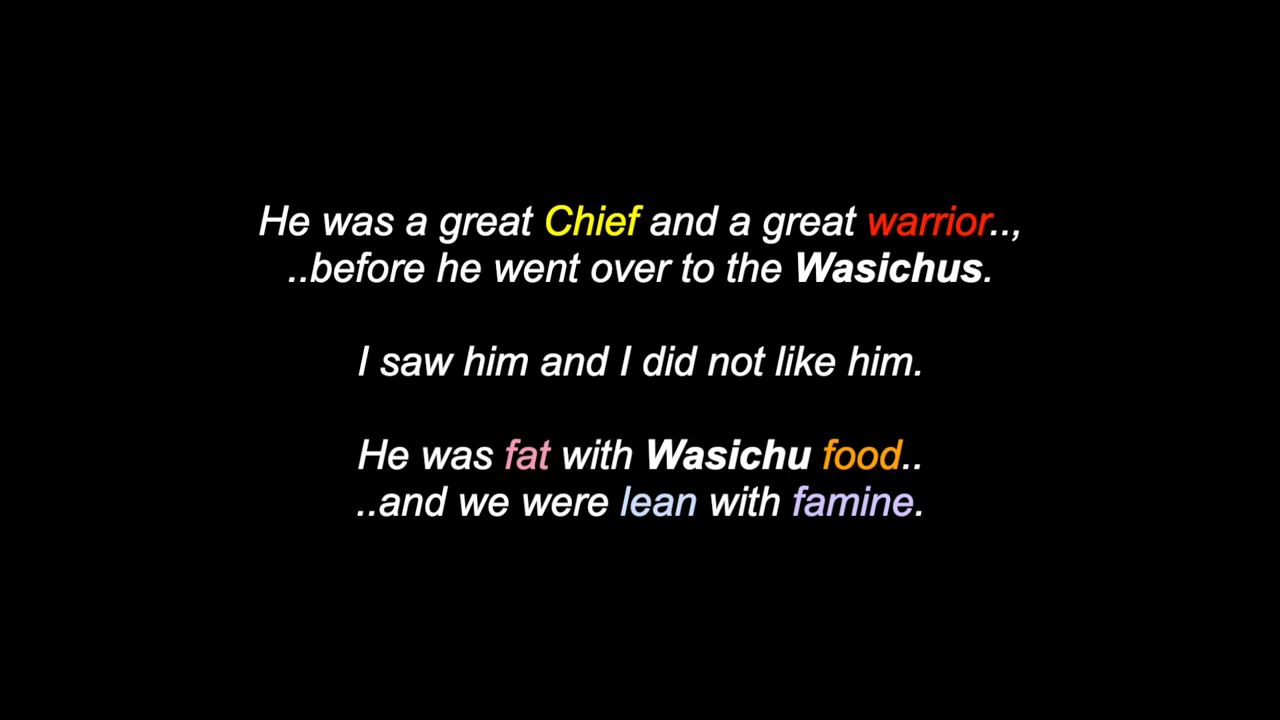 He was a great Chief and a great warrior..,
..before he went over to the Wasichus.
I saw him and I did not like him.
He was fat with Wasichu food..
..and we were lean with famine.